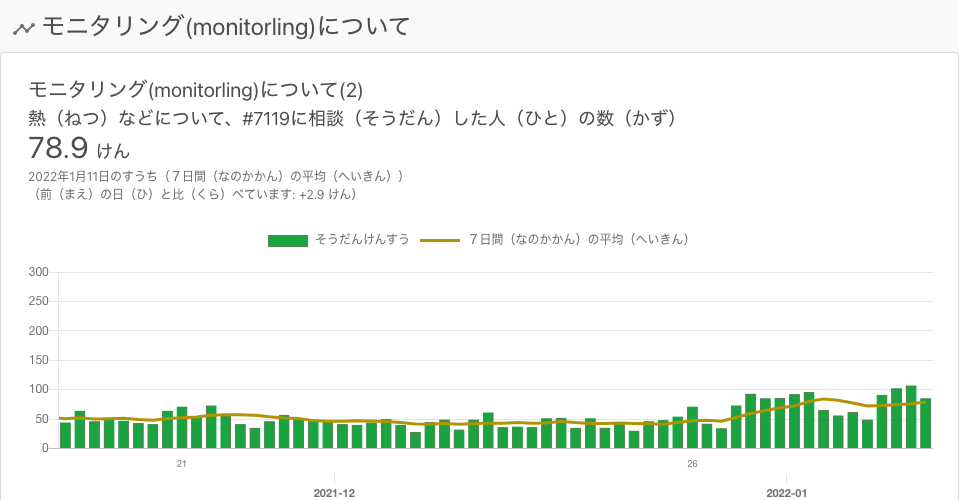 モニタリング(monitorling)について
モニタリング(monitorling)について(2)
熱（ねつ）などについて、#7119に相談（そうだん）した人（ひと）の数（かず）
78.9 けん
2022年1月11日のすうち（７日間（なのかかん）の平均（へいきん））
（前（まえ）の日（ひ）と比（くら）べています: +2.9 けん）
そうだんけんすう ７日間（なのかかん）の平均（へいきん）
300
250
200
150
100
50
0
21 26
2021-12 2022-01